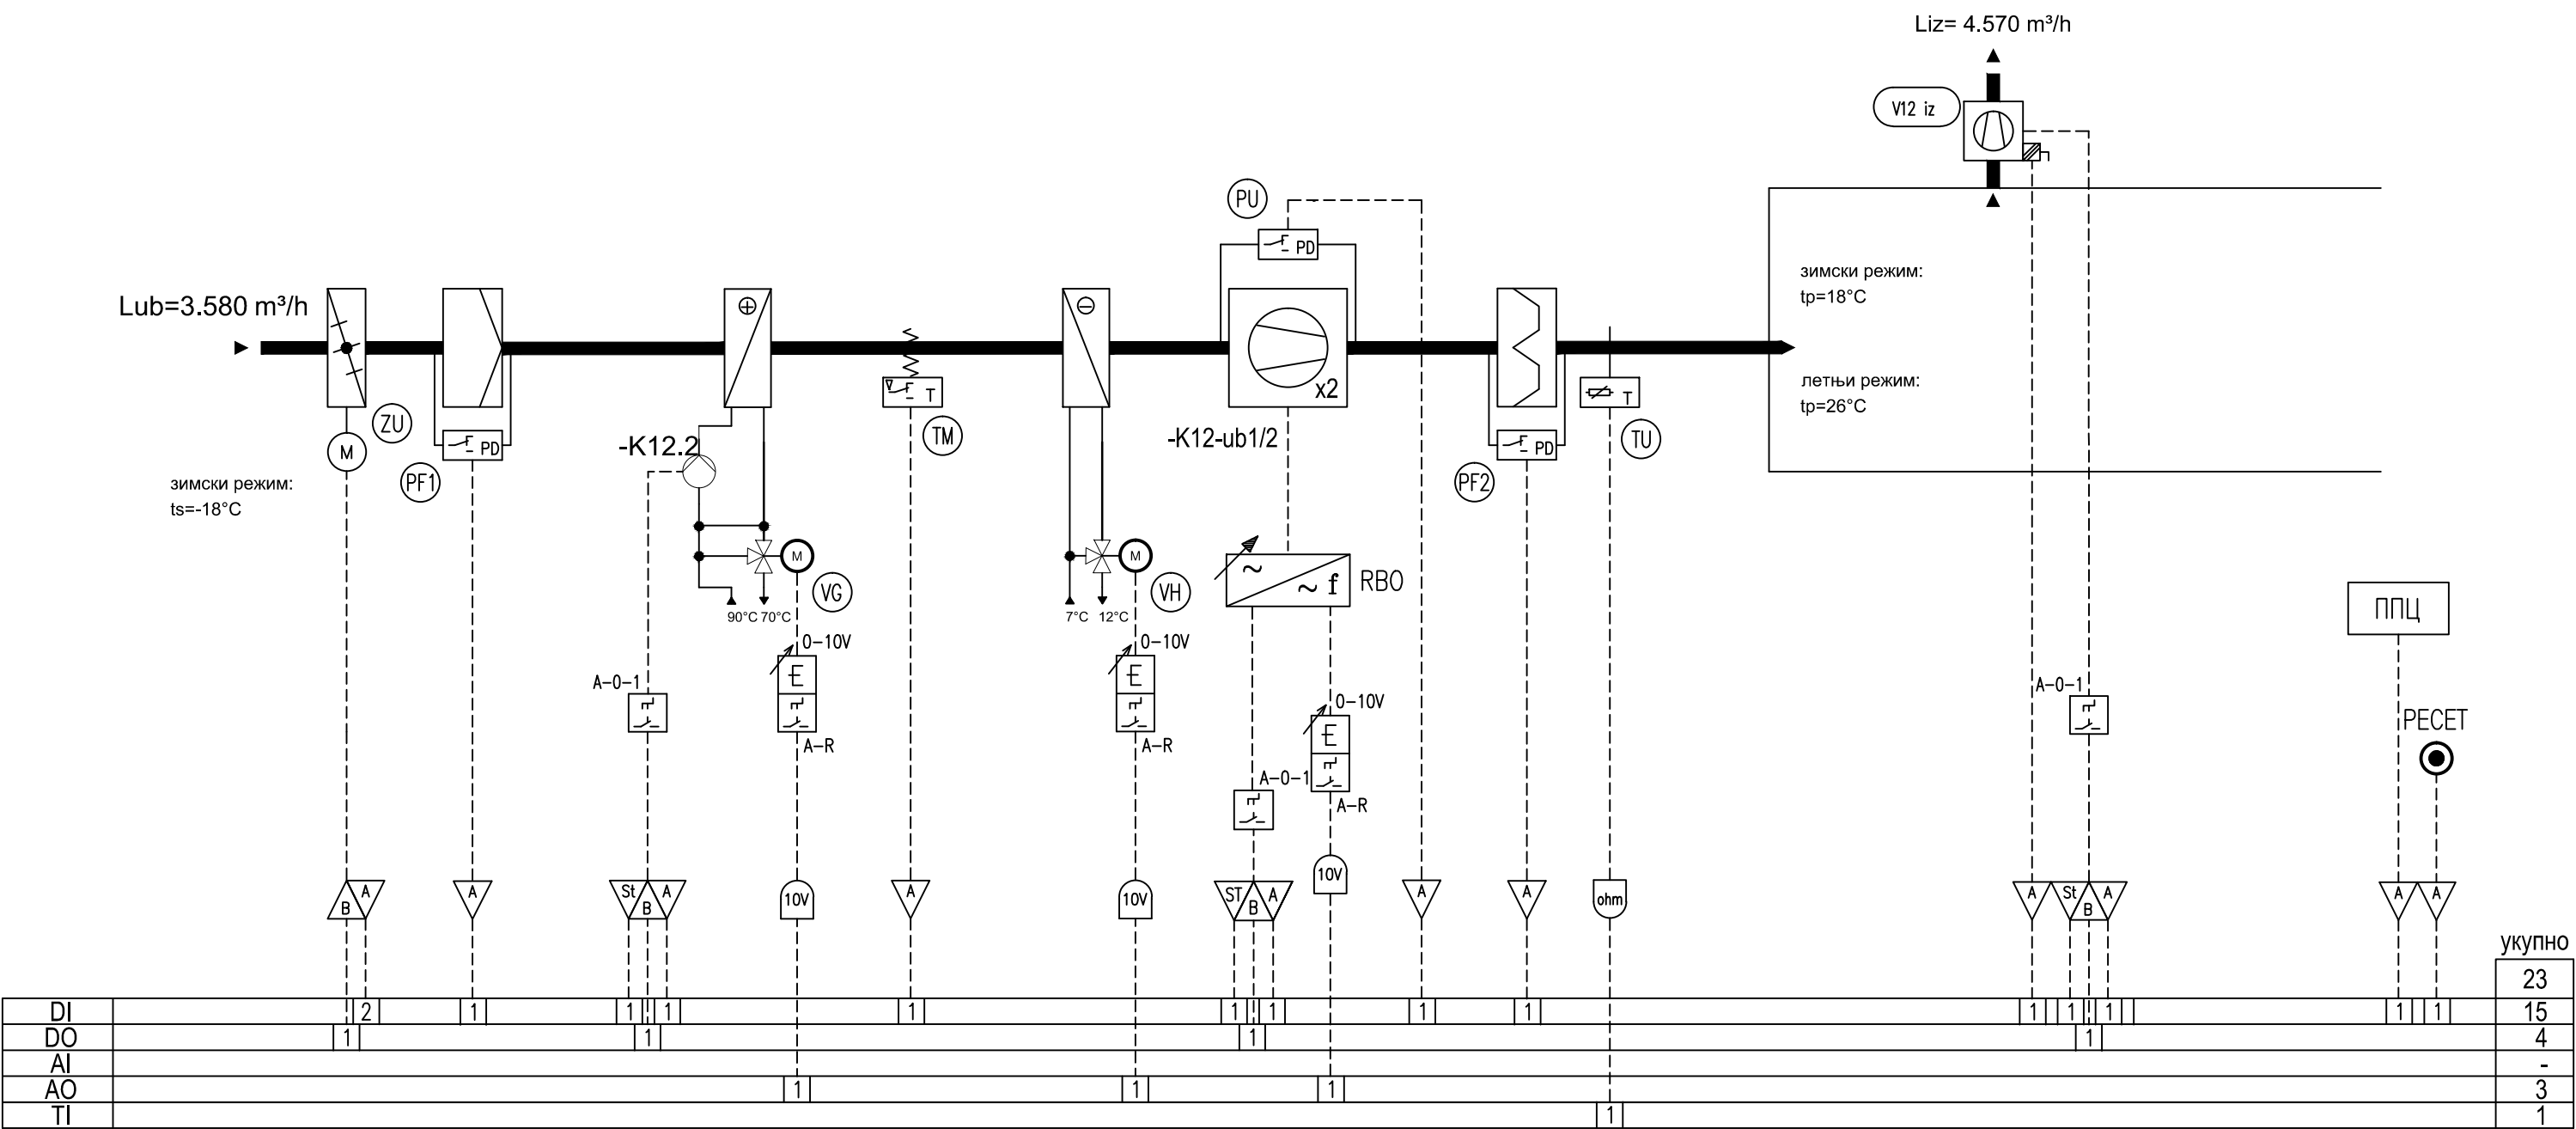 Liz= 4.570 m³/h
V12 iz
PU
PD
зимски режим:
tp=18°C
Lub=3.580 m³/h
летњи режим:
tp=26°C
x2
T
T
ZU
TM
-K12-ub1/2
TU
M
PD
-K12.2
PD
PF1
PF2
зимски режим:
ts=-18°C
M
M
VG
VH
~
~ f
RBO
90°C 70°C
7°C 12°C
ППЦ
0-10V
0-10V
E
E
A-0-1
A-0-1
0-10V
РЕСЕТ
E
A-R
A-R
A-0-1
A-R
10V
A
B
A
St
B
A
10V
A
10V
ST
B
A
A
A
ohm
A
St
B
A
A
A
укупно
23
DI 2 1 1 1 1 1 1 1 1 1 1 1 1 1 15
DO 1 1 1 1 4
AI -
AO 1 1 1 3
TI 1 1